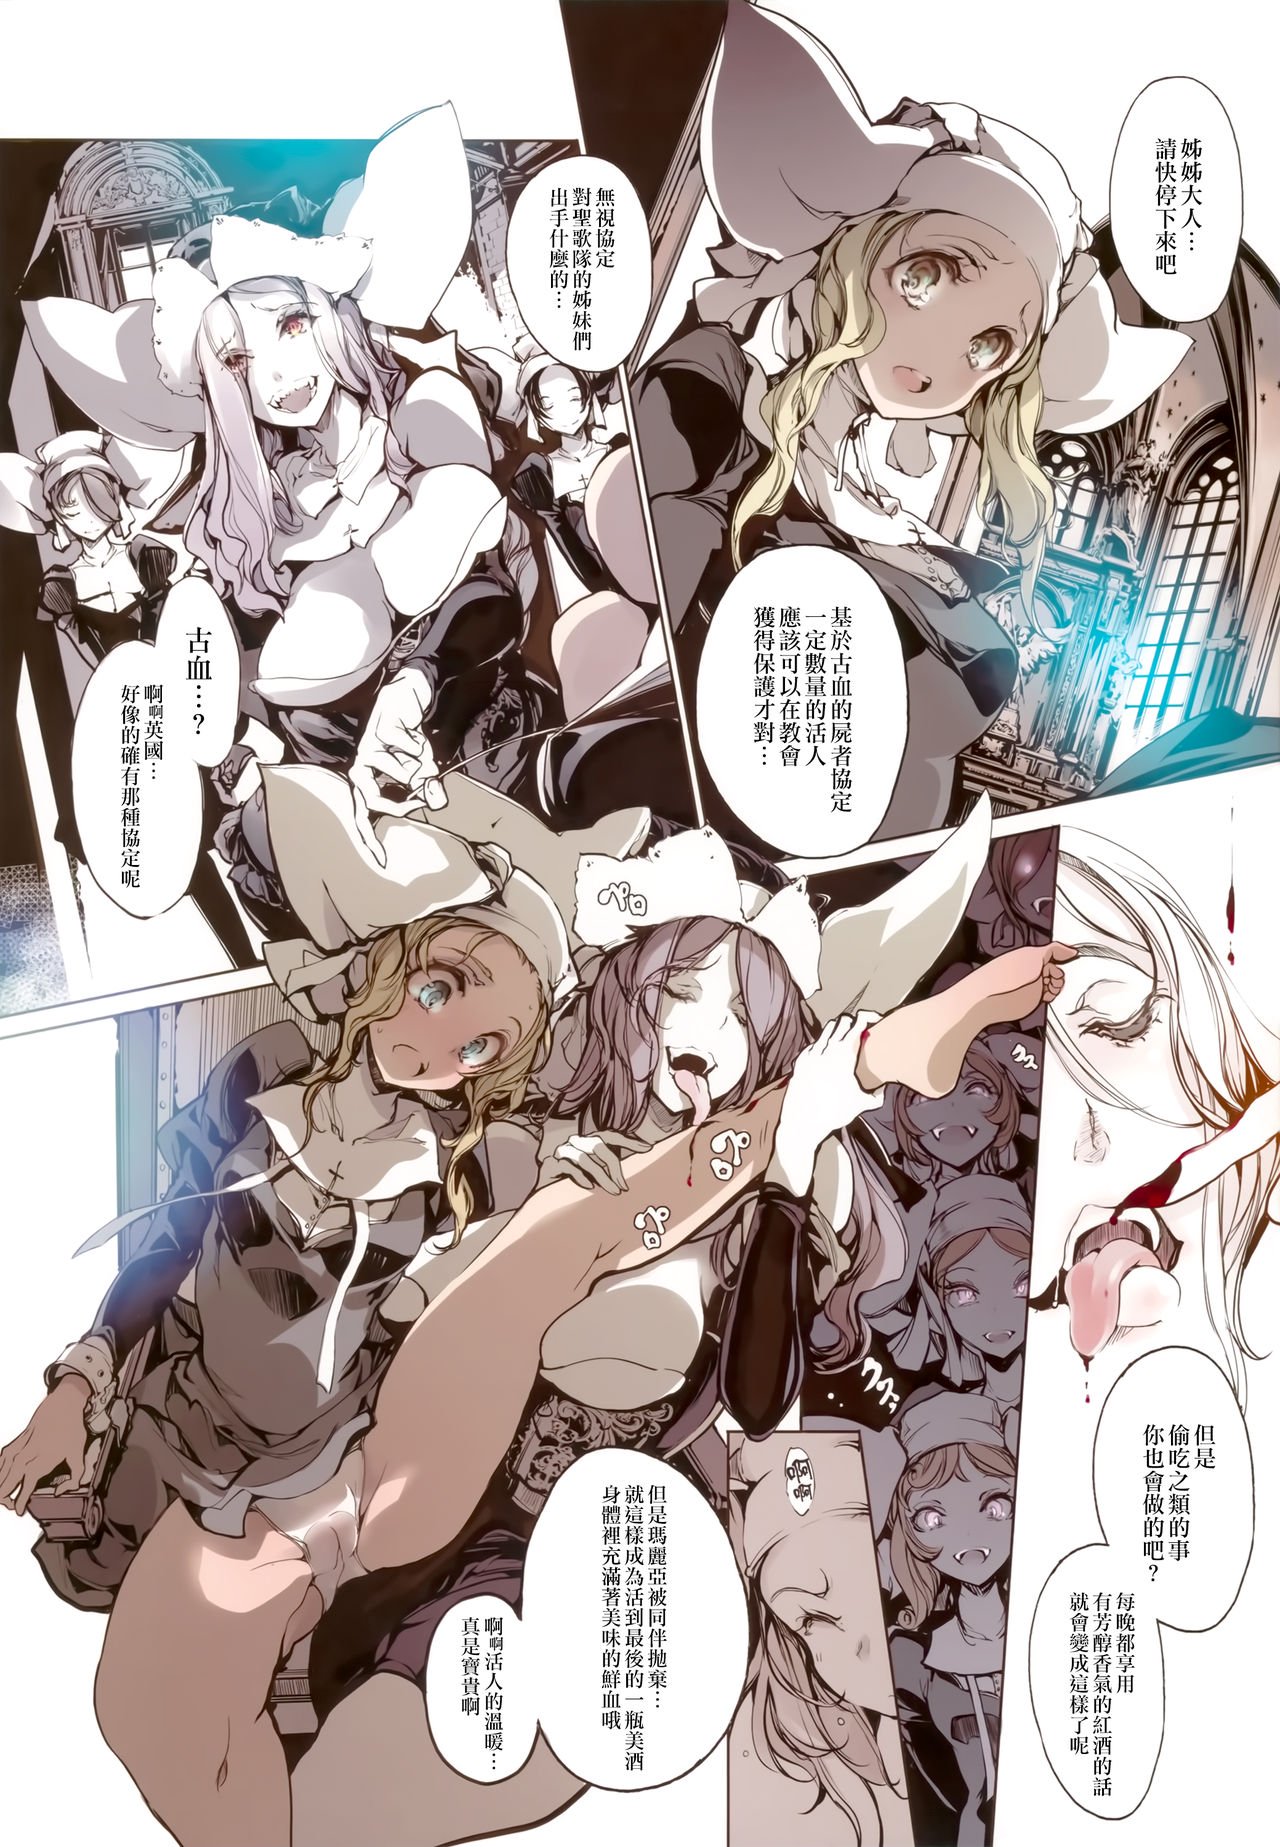 姊姊大人…
請快停下來吧
基於古血的屍者協定
一定數量的活人
應該可以在教會
獲得保護才對…
無視協定
對聖歌隊的姊妹們
出手什麼的…
古血…?
啊啊英國…
好像的確有那種協定呢
但是
偷吃之類的事
你也會做的吧?
每晚都享用
有芳醇香氣的紅酒的話
就會變成這樣了呢
ペロ
クス
クス
啊啊
但是瑪麗亞被同伴拋棄…
就這樣成為活到最後的一瓶美酒
身體裡充滿著美味的鮮血哦
啊啊活人的溫暖…
真是寶貴啊